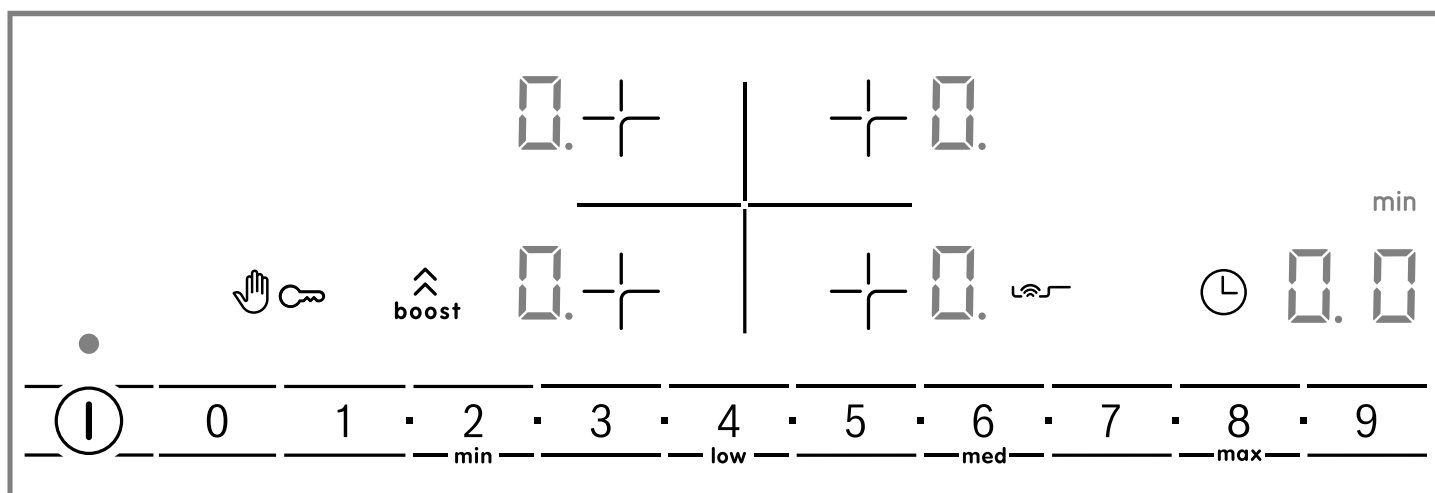 0. 0.
min
0. 0. 0. 0
boost
0 1 · 2 · 3 · 4 · 5 · 6 · 7 · 8 · 9
min low med max